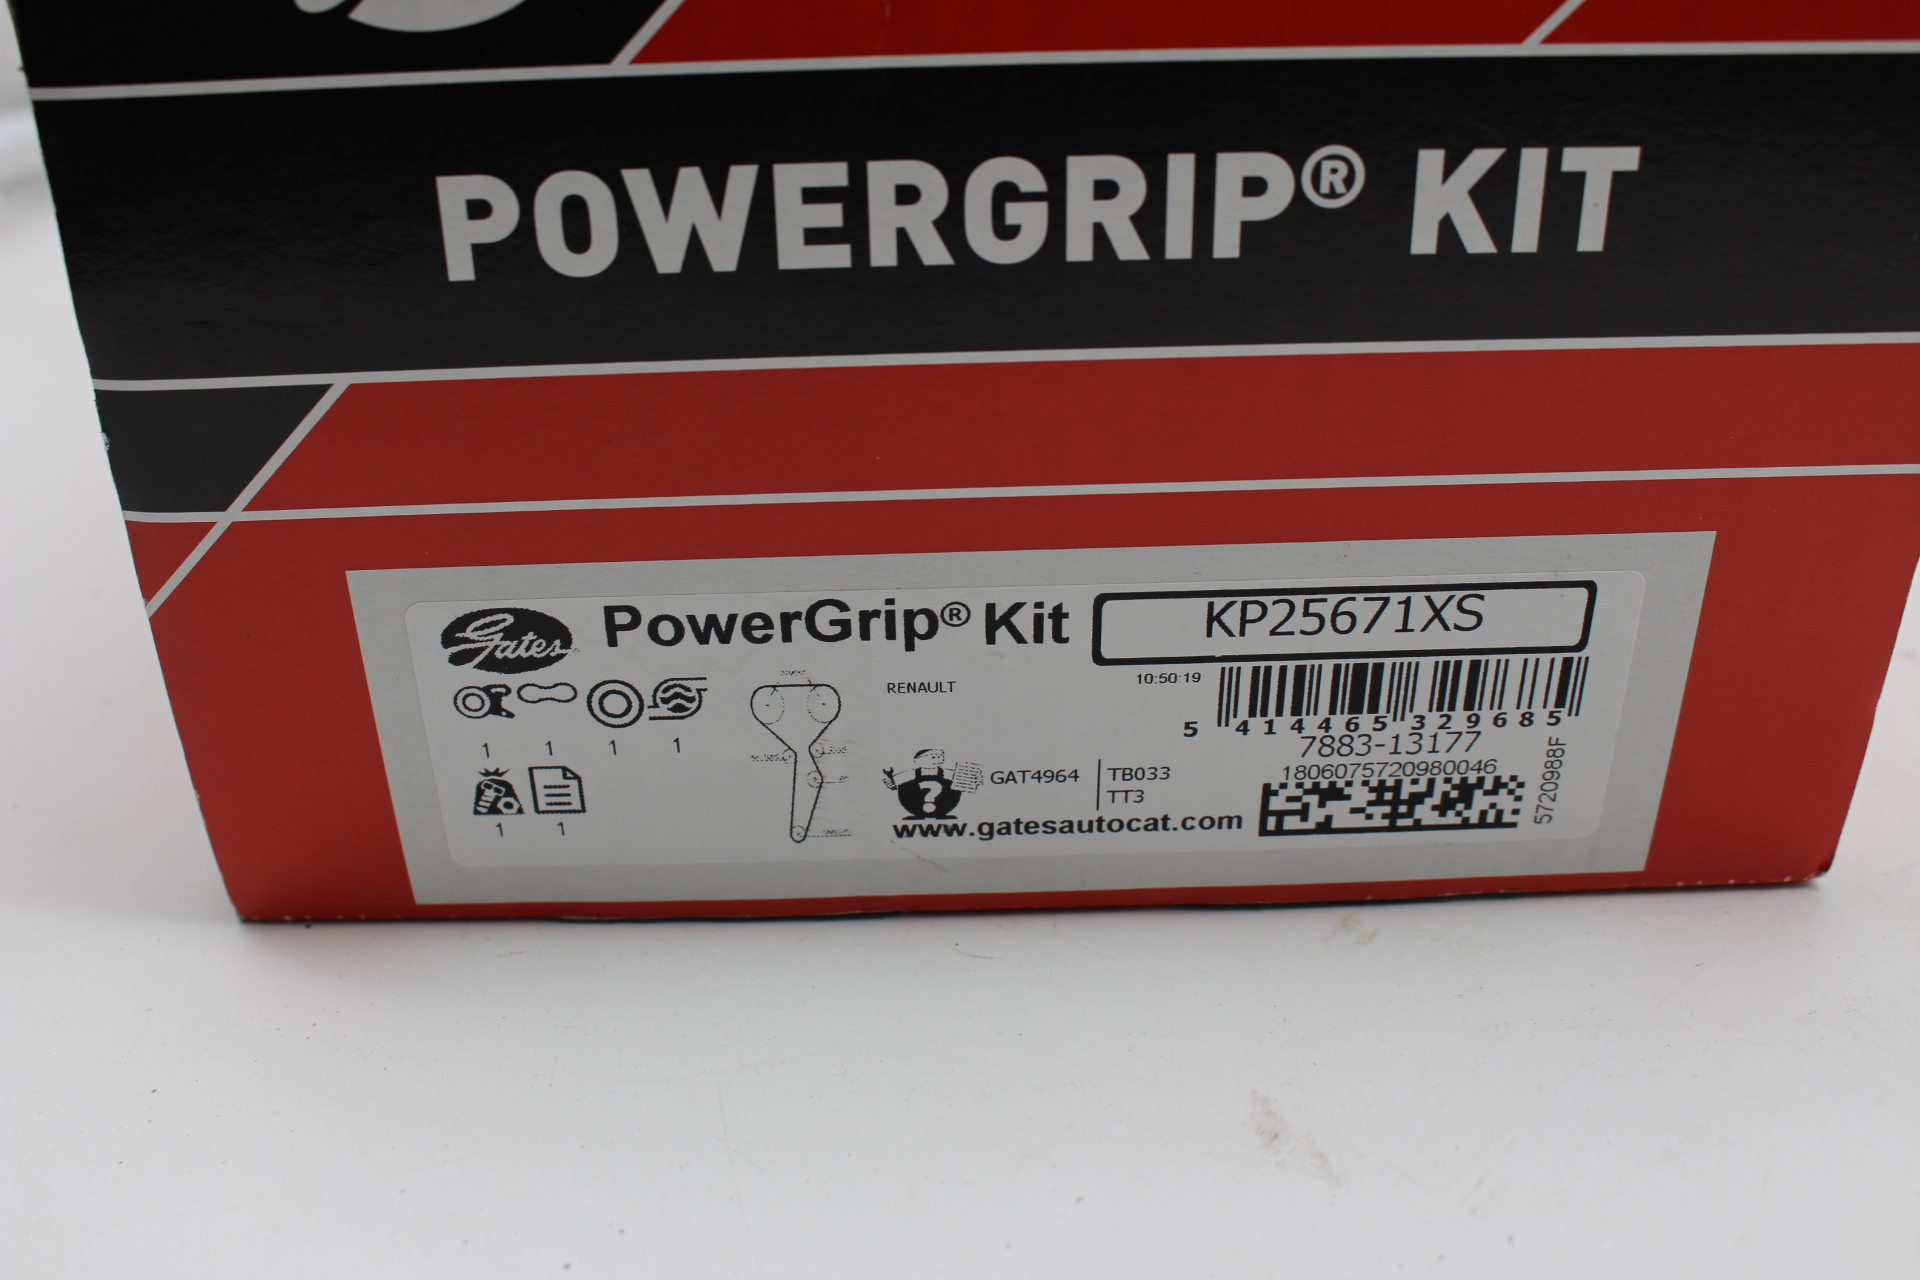 POWERGRIP® KIT
Gates PowerGrip® Kit KP25671XS
RENAULT 10:50:19
5 414465 329685
1 1 1 1
7883-13177
1806075720980046
5720988F
GAT4964 TB033
TT3
1 1
www.gatesautocat.com